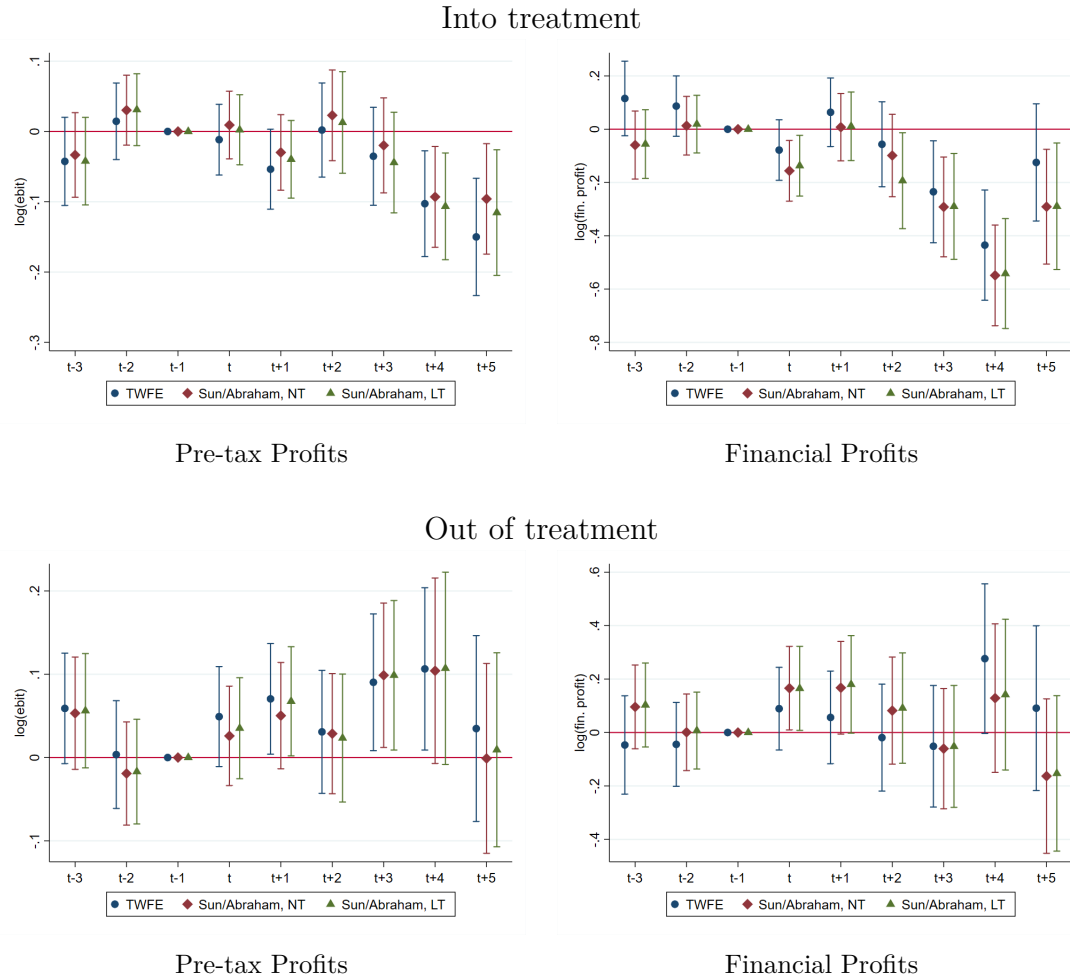 Into treatment
.1
0
-.1
-.2
-.3
log(ebit)
t-3 t-2 t-1 t t+1 t+2 t+3 t+4 t+5
TWFE Sun/Abraham, NT Sun/Abraham, LT
Pre-tax Profits
.2
0
-.2
-.4
-.6
-.8
log(fin. profit)
t-3 t-2 t-1 t t+1 t+2 t+3 t+4 t+5
TWFE Sun/Abraham, NT Sun/Abraham, LT
Financial Profits
Out of treatment
.2
.1
0
-.1
log(ebit)
t-3 t-2 t-1 t t+1 t+2 t+3 t+4 t+5
TWFE Sun/Abraham, NT Sun/Abraham, LT
Pre-tax Profits
.6
.4
.2
0
-.2
-.4
log(fin. profit)
t-3 t-2 t-1 t t+1 t+2 t+3 t+4 t+5
TWFE Sun/Abraham, NT Sun/Abraham, LT
Financial Profits